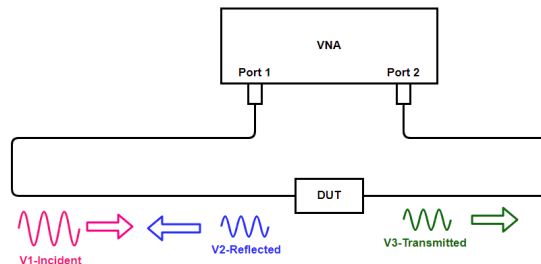 VNA
Port 1
Port 2
DUT
V1-Incident
V2-Reflected
V3-Transmitted